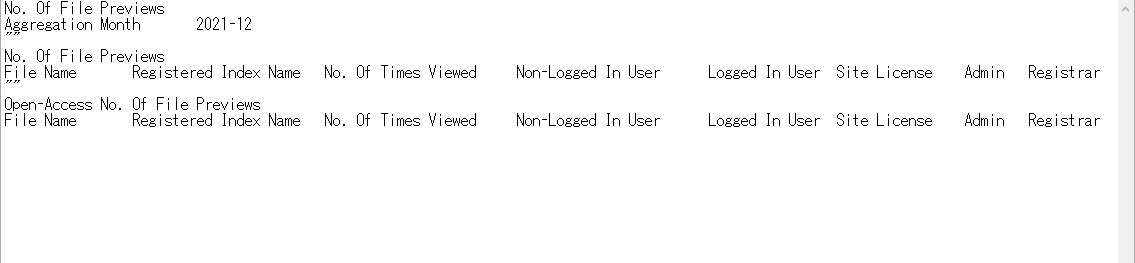 No. Of File Previews
Aggregation Month	2021-12
""
No. Of File Previews
File Name	Registered Index Name	No. Of Times Viewed	Non-Logged In User	Logged In User	Site License	Admin	Registrar
""
Open-Access No. Of File Previews
File Name	Registered Index Name	No. Of Times Viewed	Non-Logged In User	Logged In User	Site License	Admin	Registrar